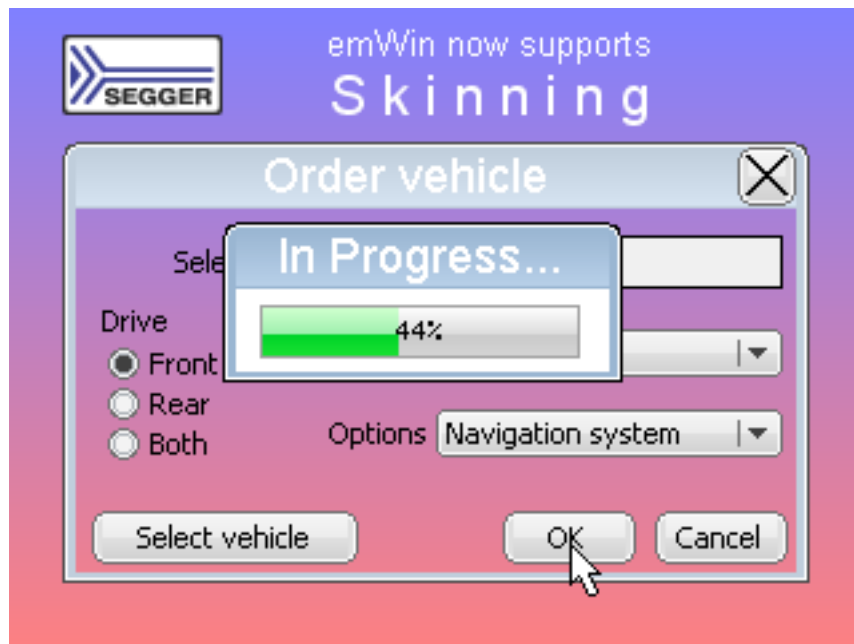 emWin now supports
SEGGER
Skinning
Order vehicle
In Progress...
44%
Drive
Front
Rear
Both
Options Navigation system
Select vehicle OK Cancel